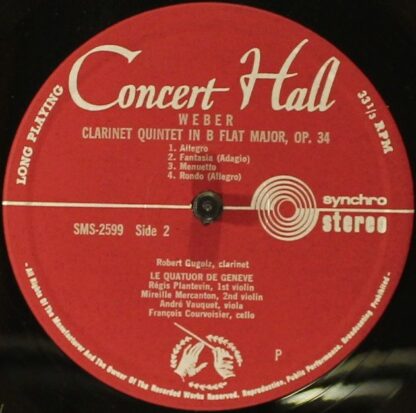 Concert Hall
LONG PLAYING
33 1/3 RPM
WEBER
CLARINET QUINTET IN B FLAT MAJOR, OP. 34
1. Allegro
2. Fantasia (Adagio)
3. Menuetto
4. Rondo (Allegro)
SMS-2599 Side 2
synchro
stereo
Robert Gugolz, clarinet
LE QUATUOR DE GENEVE
Régis Plantevin, 1st violin
Mireille Mercanton, 2nd violin
André Vauquet, viola
François Courvoisier, cello
P
- All Rights Of The Manufacturer And The Owner Of The Recorded Works Reserved. Reproduction, Public Performance, Broadcasting Prohibited. -